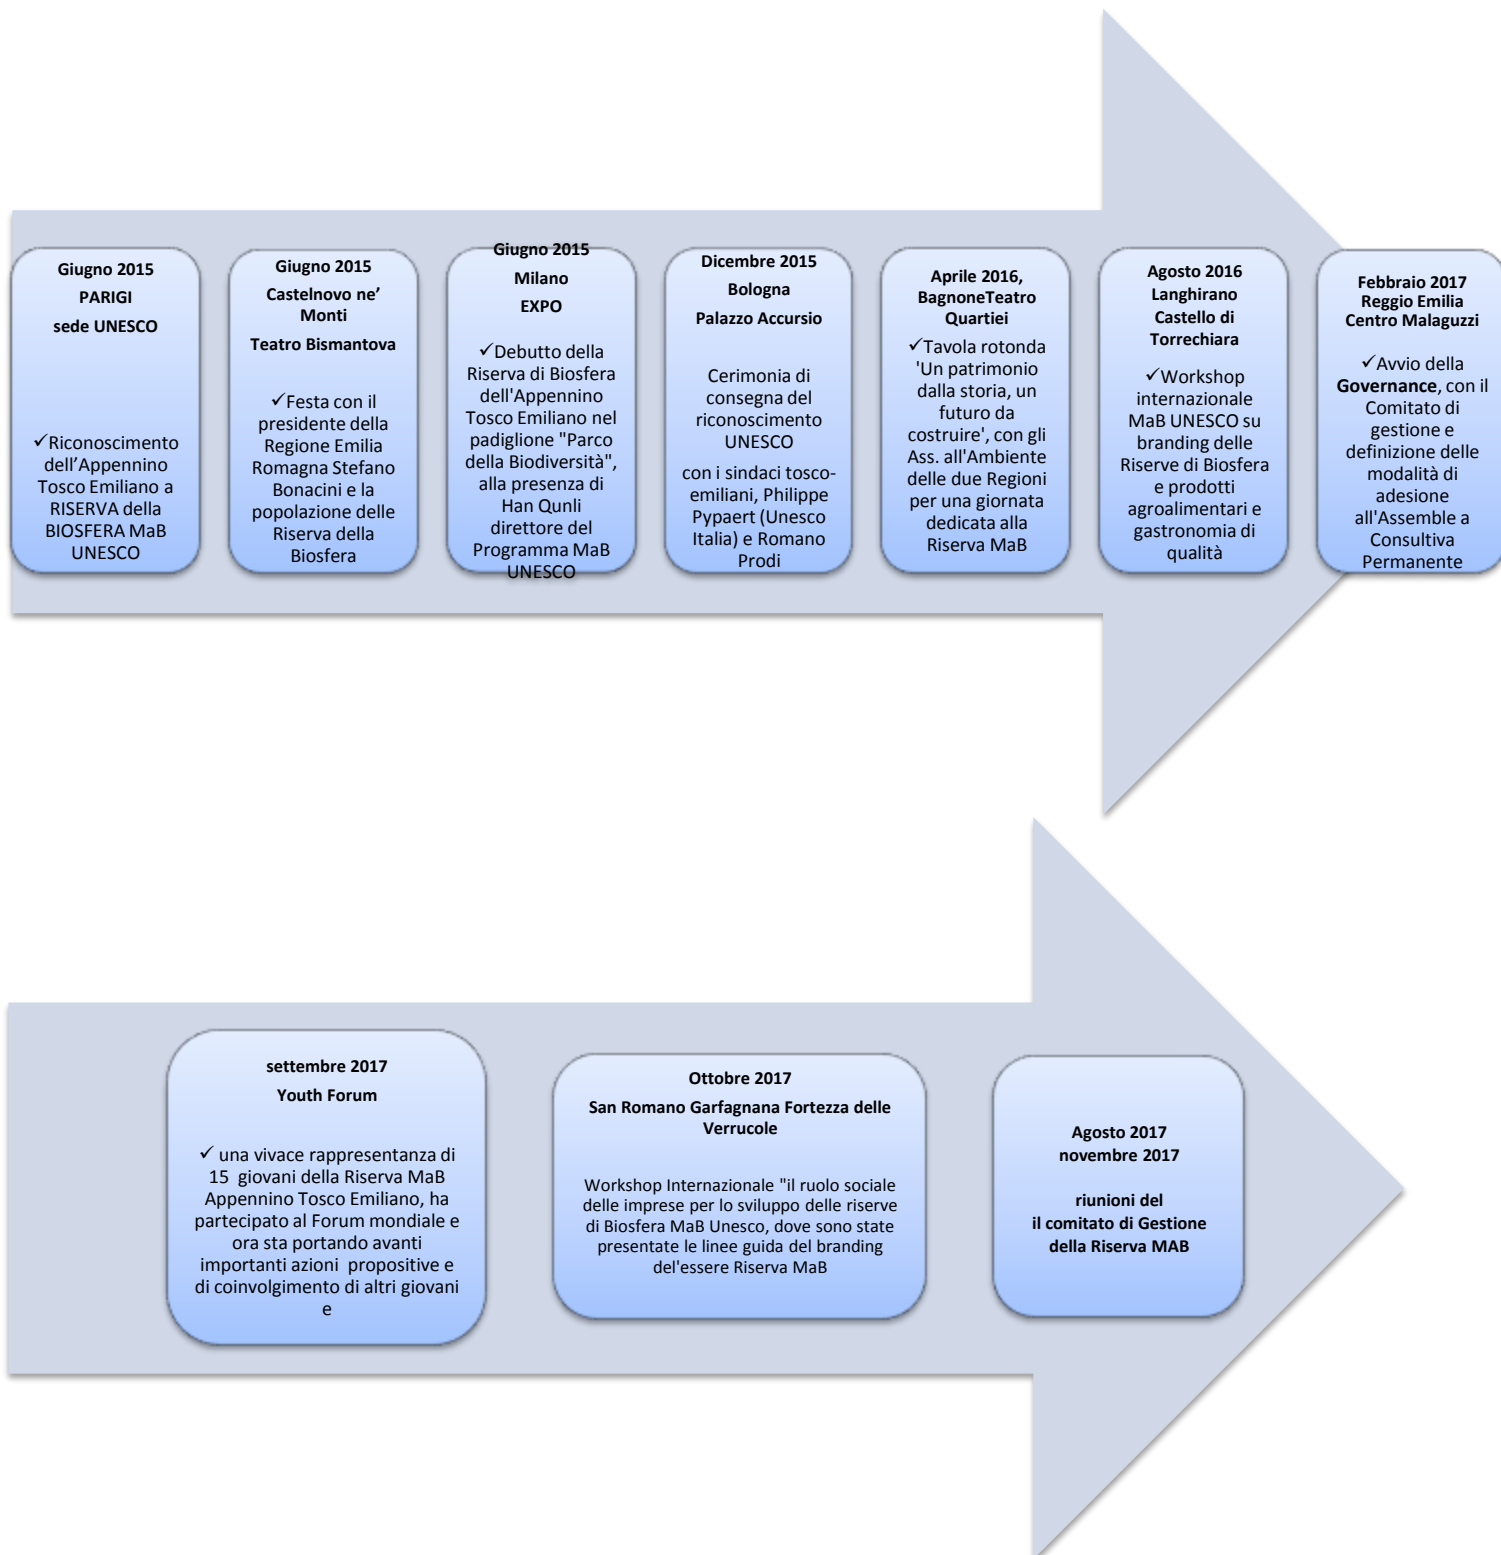 Giugno 2015
PARIGI
sede UNESCO
✓Riconoscimento
dell'Appennino
Tosco Emiliano a
RISERVA della
BIOSFERA MaB
UNESCO
Giugno 2015
Castelnovo ne’
Monti
Teatro Bismantova
✓Festa con il
presidente della
Regione Emilia
Romagna Stefano
Bonacini e la
popolazione delle
Riserva della
Biosfera
Giugno 2015
Milano
EXPO
✓Debutto della
Riserva di Biosfera
dell'Appennino
Tosco Emiliano nel
padiglione "Parco
della Biodiversità",
alla presenza di
Han Qunli
direttore del
Programma MaB
UNESCO
Dicembre 2015
Bologna
Palazzo Accursio
Cerimonia di
consegna del
riconoscimento
UNESCO
con i sindaci tosco-
emiliani, Philippe
Pypaert (Unesco
Italia) e Romano
Prodi
Aprile 2016,
BagnoneTeatro
Quartiei
✓Tavola rotonda
'Un patrimonio
dalla storia, un
futuro da
costruire', con gli
Ass. all'Ambiente
delle due Regioni
per una giornata
dedicata alla
Riserva MaB
Agosto 2016
Langhirano
Castello di
Torrechiara
✓Workshop
internazionale
MaB UNESCO su
branding delle
Riserve di Biosfera
e prodotti
agroalimentari e
gastronomia di
qualità
Febbraio 2017
Reggio Emilia
Centro Malaguzzi
✓Avvio della
Governance, con il
Comitato di
gestione e
definizione delle
modalità di
adesione
all'Assemble a
Consultiva
Permanente
settembre 2017
Youth Forum
✓ una vivace rappresentanza di
15 giovani della Riserva MaB
Appennino Tosco Emiliano, ha
partecipato al Forum mondiale e
ora sta portando avanti
importanti azioni propositive e
di coinvolgimento di altri giovani
e
Ottobre 2017
San Romano Garfagnana Fortezza delle
Verrucole
Workshop Internazionale "il ruolo sociale
delle imprese per lo sviluppo delle riserve
di Biosfera MaB Unesco, dove sono state
presentate le linee guida del branding
del'essere Riserva MaB
Agosto 2017
novembre 2017
riunioni del
il comitato di Gestione
della Riserva MAB